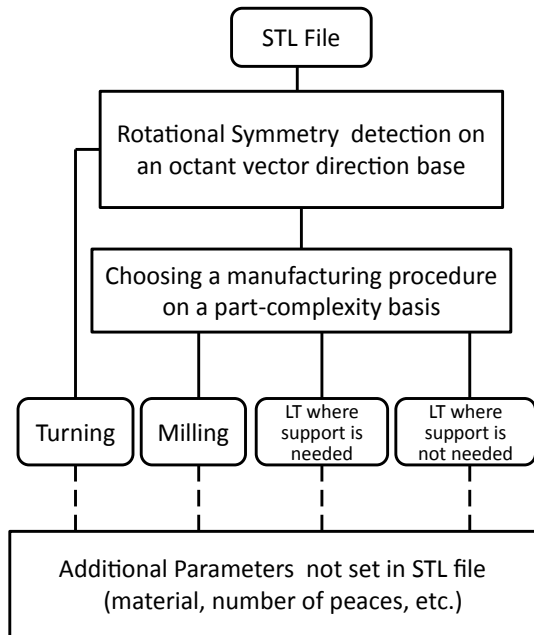 STL File
Rotational Symmetry detection on
an octant vector direction base
Choosing a manufacturing procedure
on a part-complexity basis
Turning
Milling
LT where
support is
needed
LT where
support is
not needed
Additional Parameters not set in STL file
(material, number of peaces, etc.)